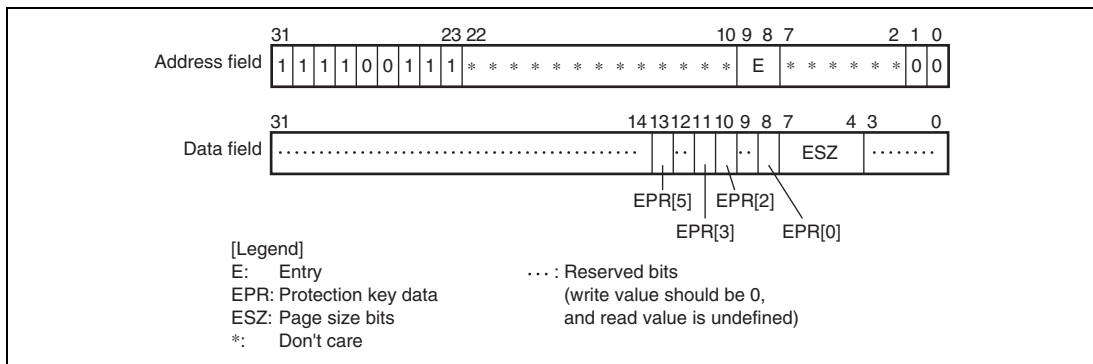 31 23 22 10 9 8 7 2 1 0
Address field 1 1 1 1 0 0 1 1 1 * * * * * * * * * * * * * E * * * * * * 0 0
31 14 13 12 11 10 9 8 7 4 3 0
Data field ESZ
EPR[5] EPR[2]
EPR[3] EPR[0]
[Legend]
E: Entry ··· : Reserved bits
EPR: Protection key data (write value should be 0,
ESZ: Page size bits and read value is undefined)
*: Don't care